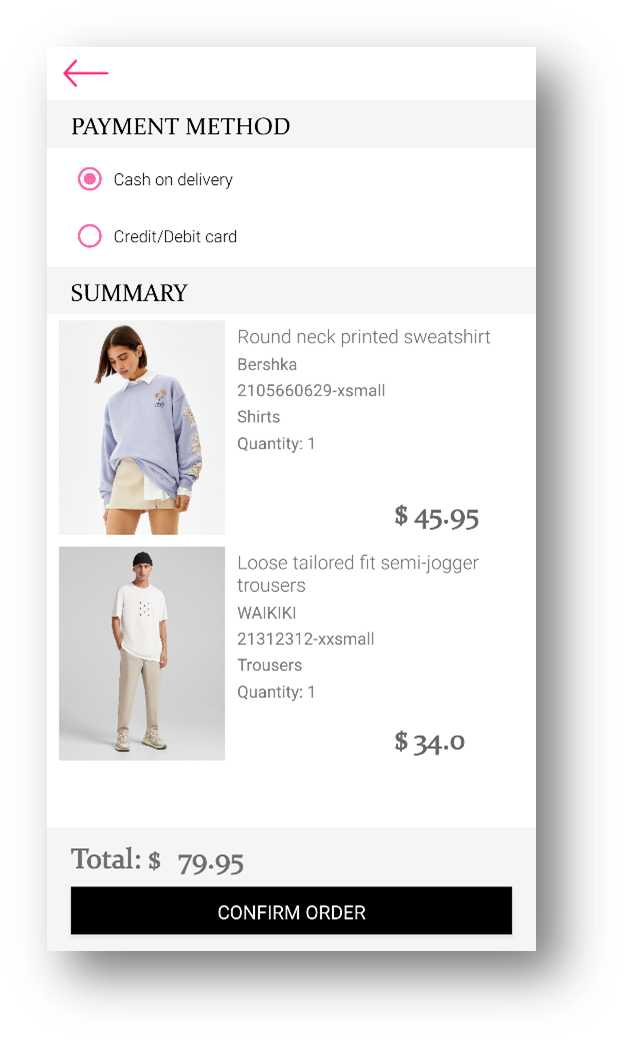 PAYMENT METHOD
Cash on delivery
Credit/Debit card
SUMMARY
Round neck printed sweatshirt
Bershka
2105660629-xsmall
Shirts
Quantity: 1
$ 45.95
Loose tailored fit semi-jogger
trousers
WAIKIKI
21312312-xxsmall
Trousers
Quantity: 1
$ 34.0
Total: $ 79.95
CONFIRM ORDER